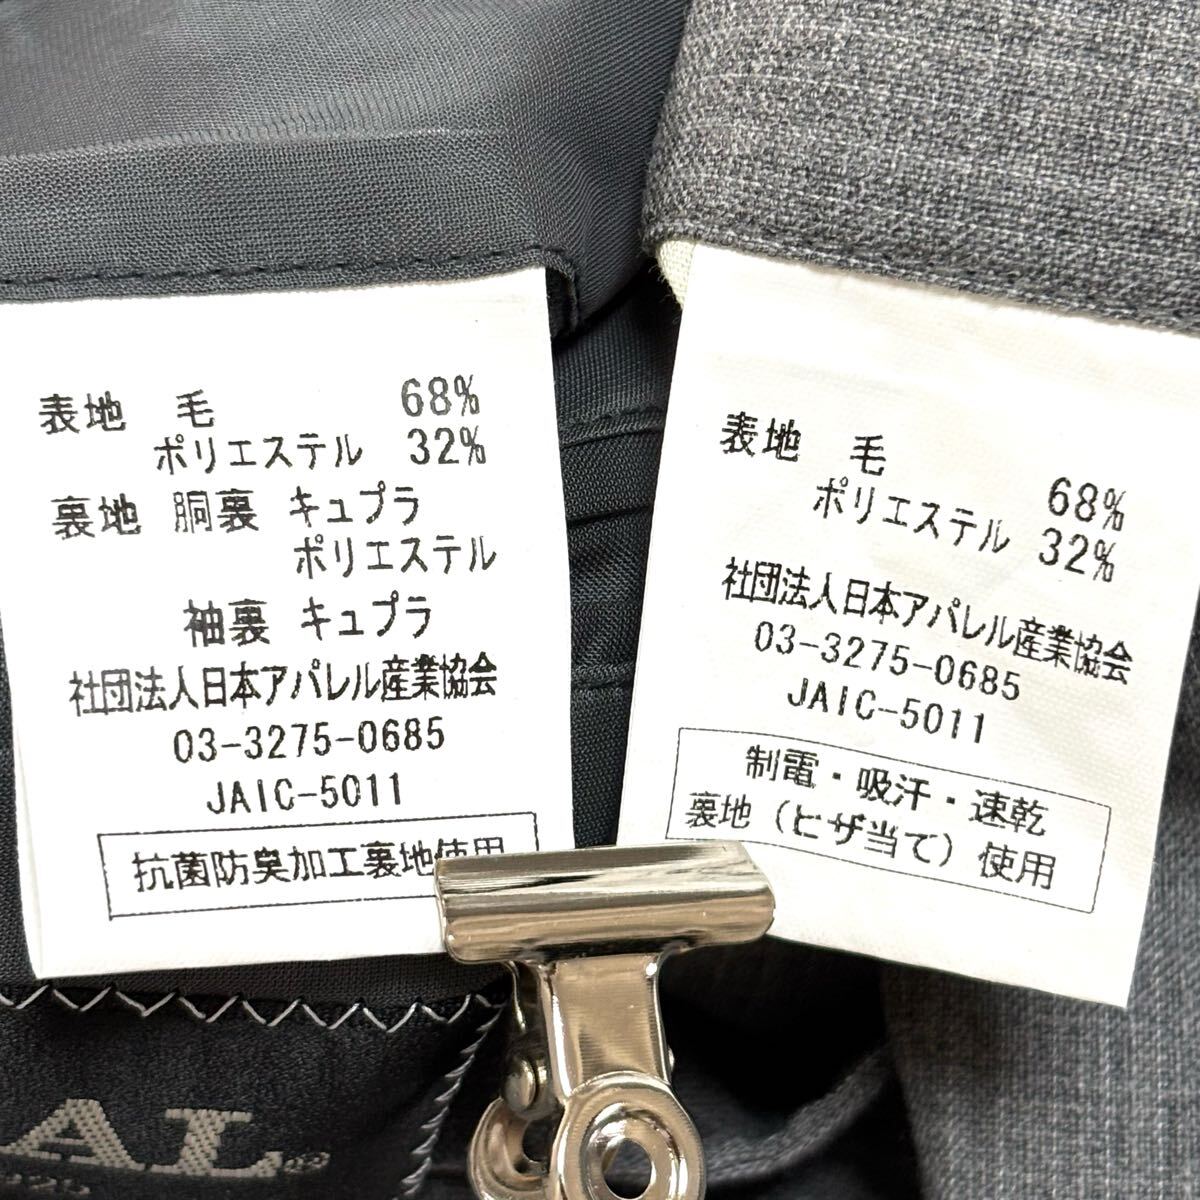 表地 毛 68%
ポリエステル 32%
裏地 胴裏 キュプラ
ポリエステル
袖裏 キュプラ
社団法人日本アパレル産業協会
03-3275-0685
JAIC-5011
抗菌防臭加工裏地使用
表地 毛 68%
ポリエステル 32%
社団法人日本アパレル産業協会
03-3275-0685
JAIC-5011
制電・吸汗・速乾
裏地（ヒザ当て）使用
AL®